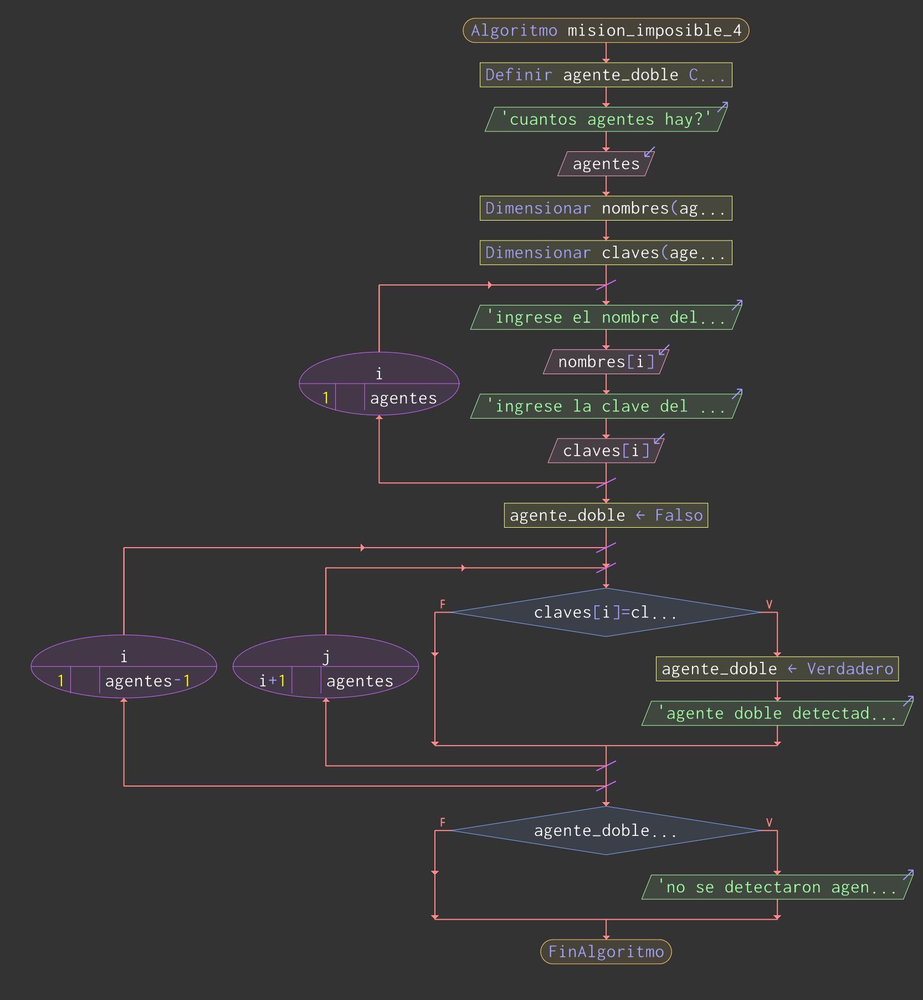 Algoritmo mision_imposible_4
Definir agente_doble C...
'cuantos agentes hay?'
agentes
Dimensionar nombres(ag...
Dimensionar claves(age...
'ingrese el nombre del...
nombres[i]
i
1 agentes
'ingrese la clave del ...
claves[i]
agente_doble ← Falso
F
claves[i]=cl...
V
i
1 agentes-1
j
i+1 agentes
agente_doble ← Verdadero
'agente doble detectad...
F
agente_doble...
V
'no se detectaron agen...
FinAlgoritmo